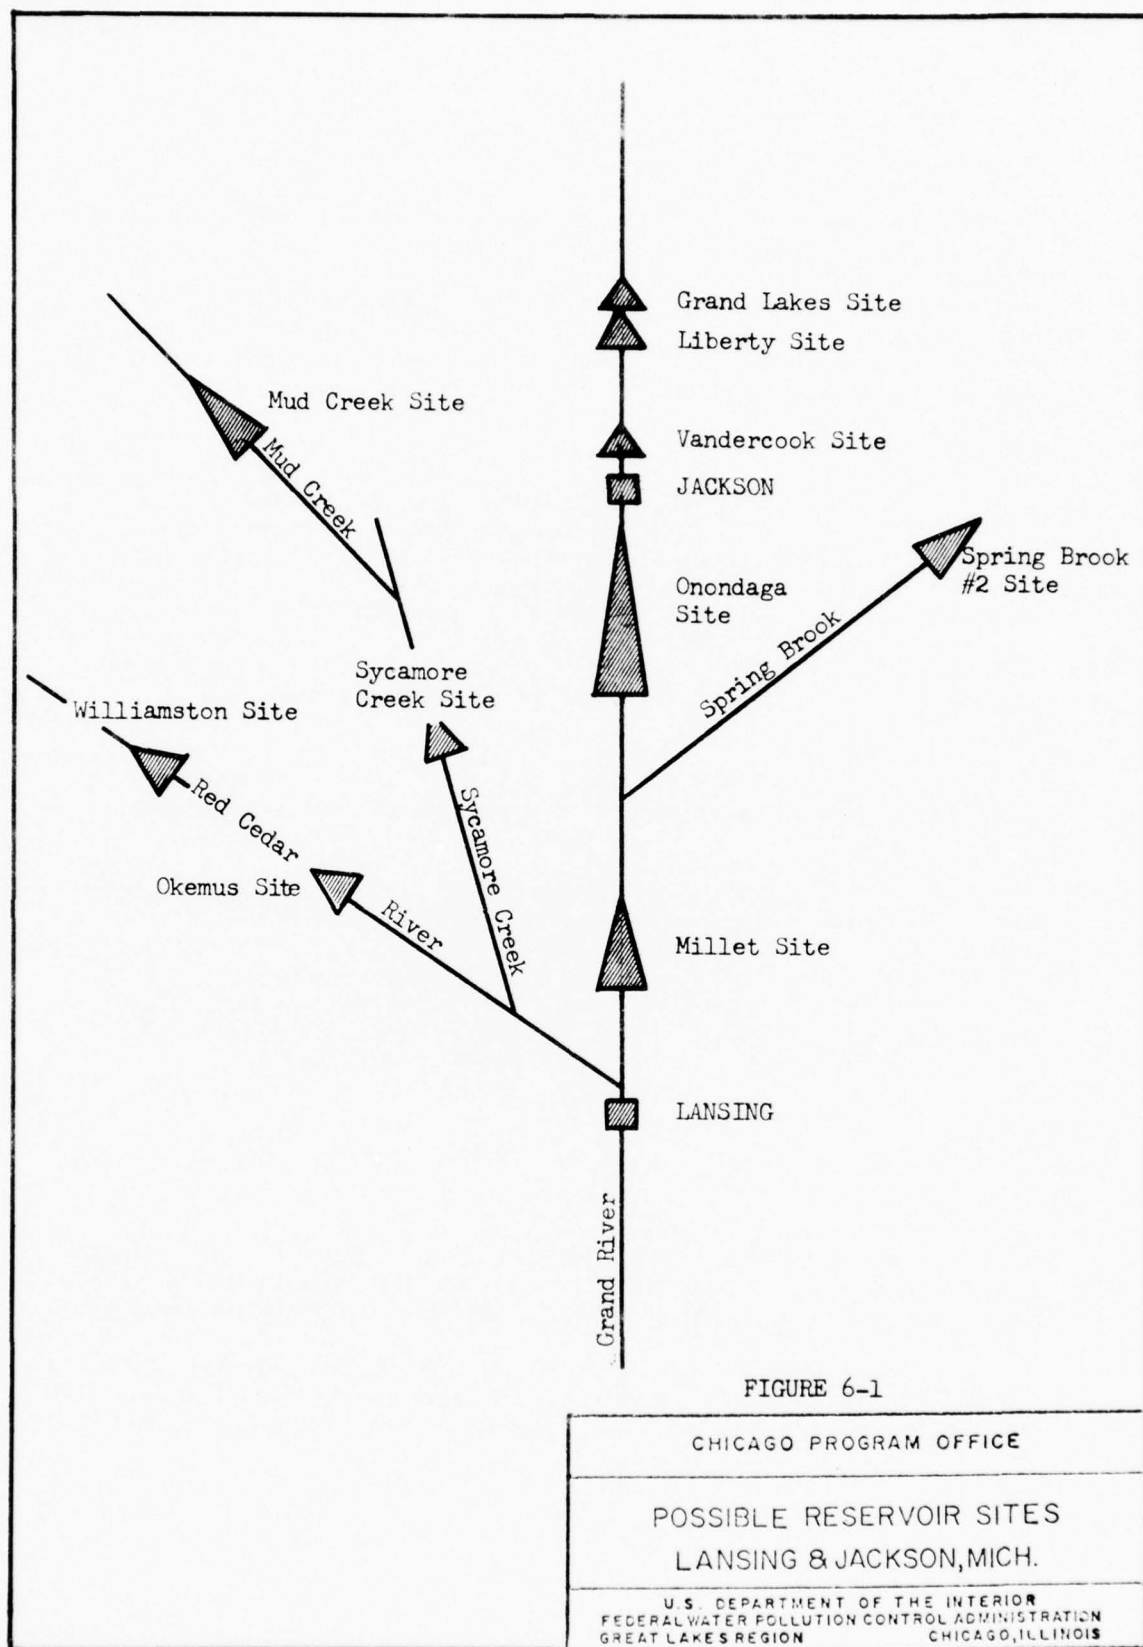 Grand Lakes Site
Liberty Site
Mud Creek Site
Mud Creek
Vandercook Site
JACKSON
Spring Brook
#2 Site
Onondaga
Site
Spring Brook
Sycamore
Creek Site
Williamston Site
Red Cedar
River
Sycamore Creek
Okemus Site
Millet Site
LANSING
Grand River
FIGURE 6-1
CHICAGO PROGRAM OFFICE
POSSIBLE RESERVOIR SITES
LANSING & JACKSON, MICH.
U.S. DEPARTMENT OF THE INTERIOR
FEDERAL WATER POLLUTION CONTROL ADMINISTRATION
GREAT LAKES REGION CHICAGO, ILLINOIS